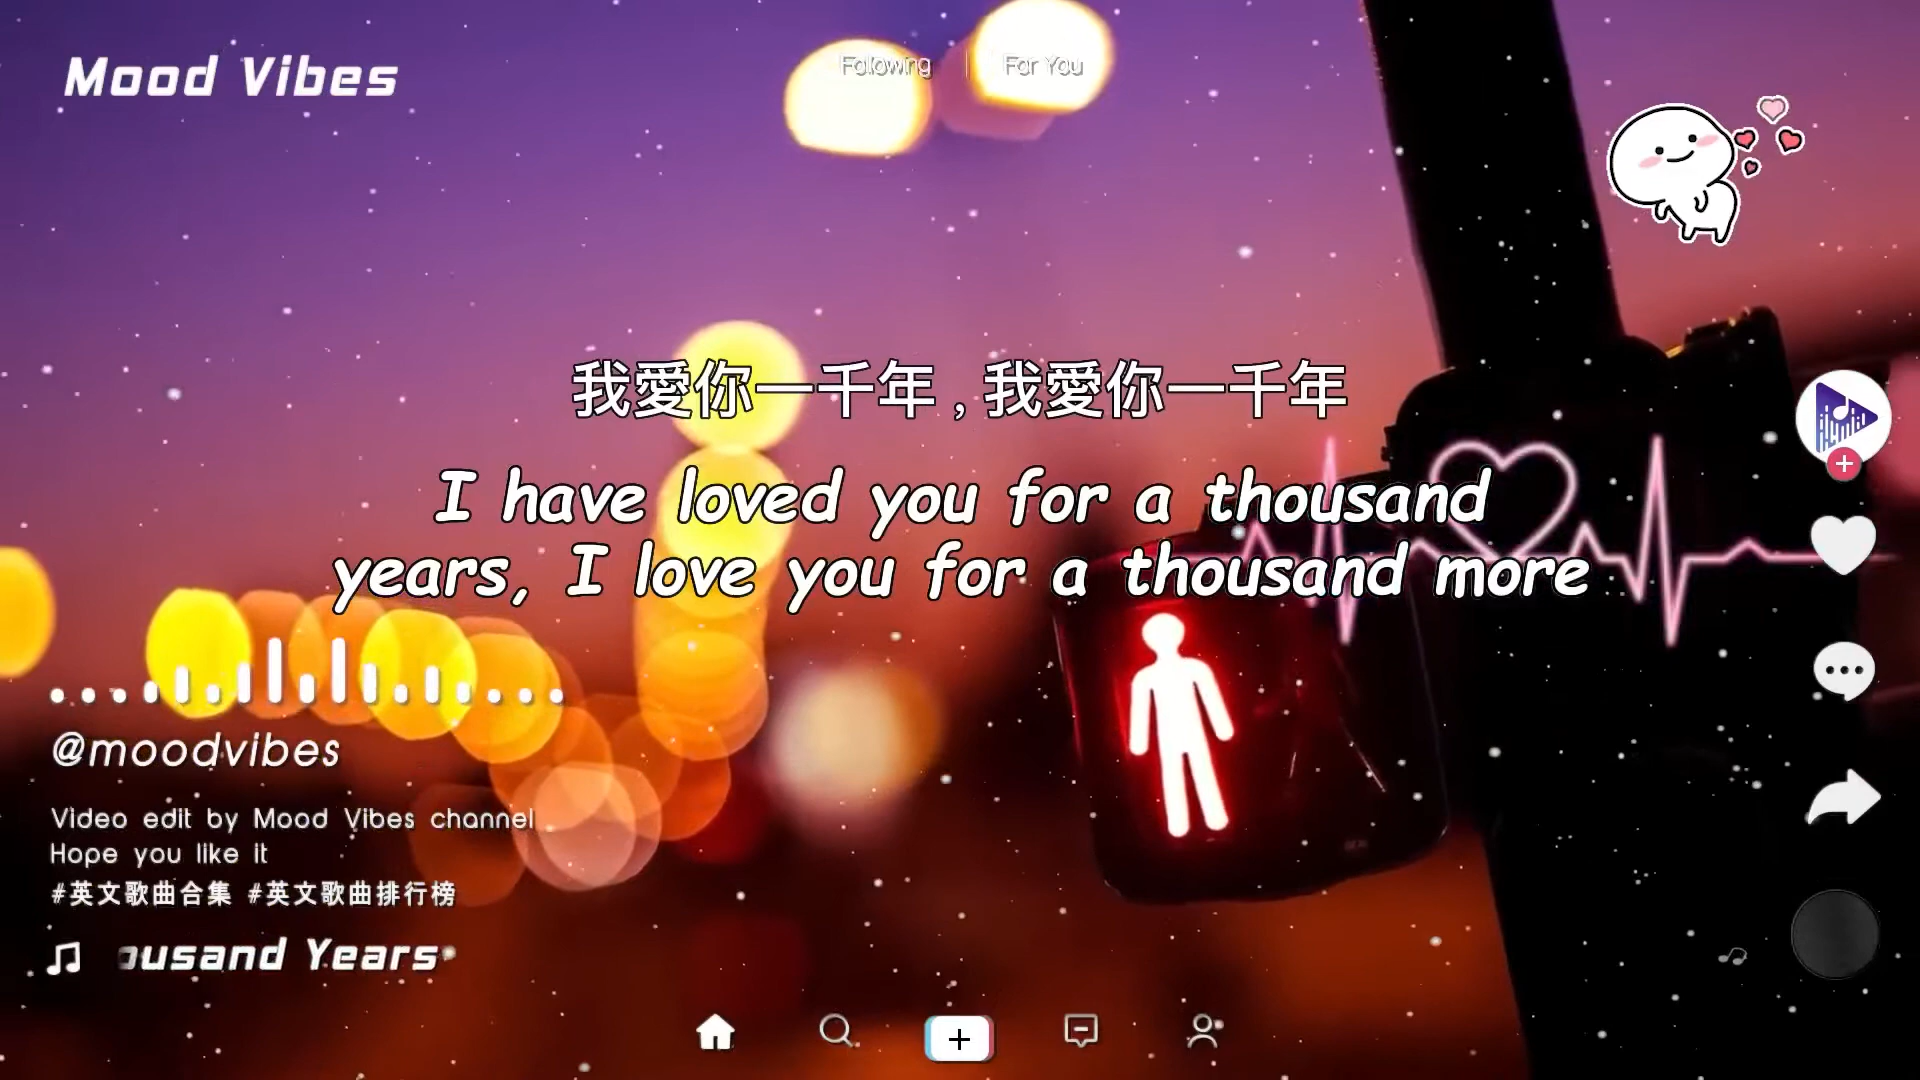 Mood Vibes
Following | For You
我愛你一千年 , 我愛你一千年
I have loved you for a thousand
years, I love you for a thousand more
@moodvibes
Video edit by Mood Vibes channel
Hope you like it
#英文歌曲合集 #英文歌曲排行榜
ousand Years